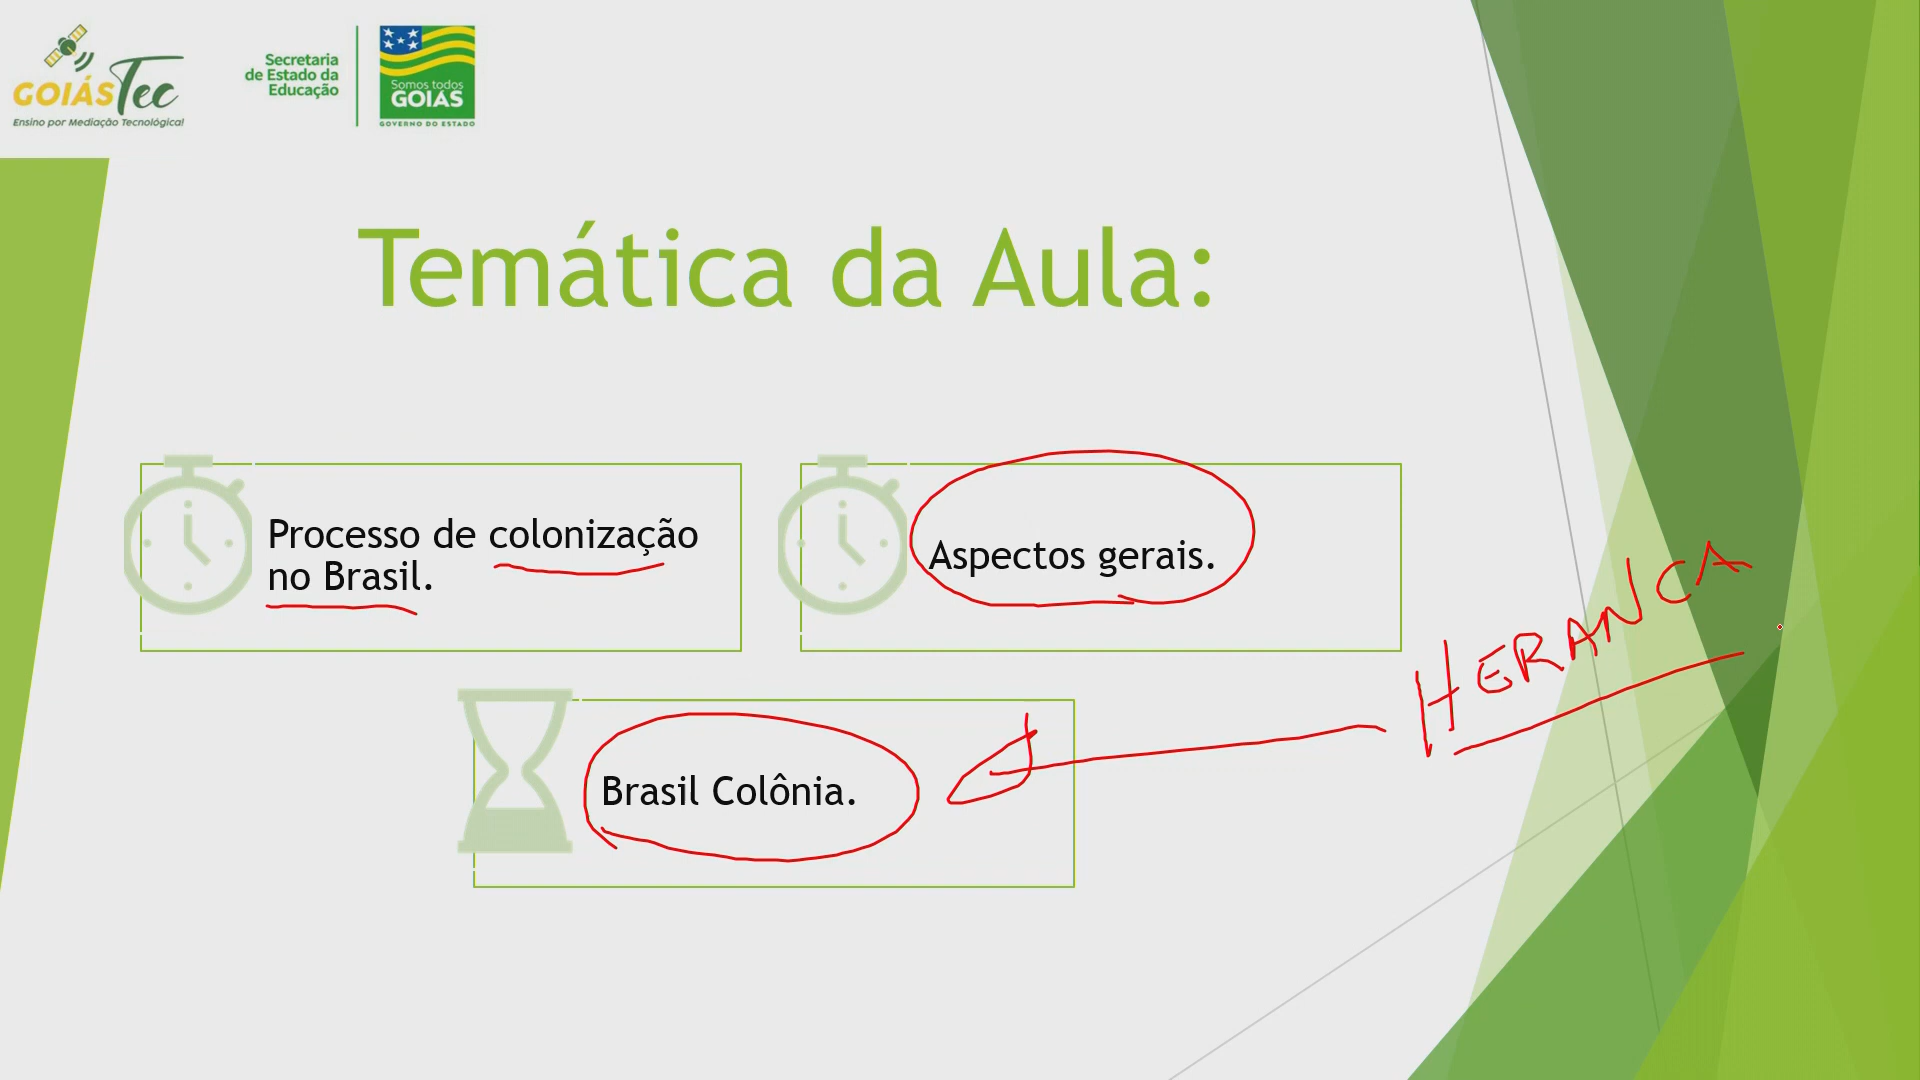 GOIÁSTec
Ensino por Mediação Tecnológica!
Secretaria
de Estado da
Educação
Somos todos
GOIÁS
GOVERNO DO ESTADO
Temática da Aula:
Processo de colonização
no Brasil.
Aspectos gerais.
HERANCA
Brasil Colônia.